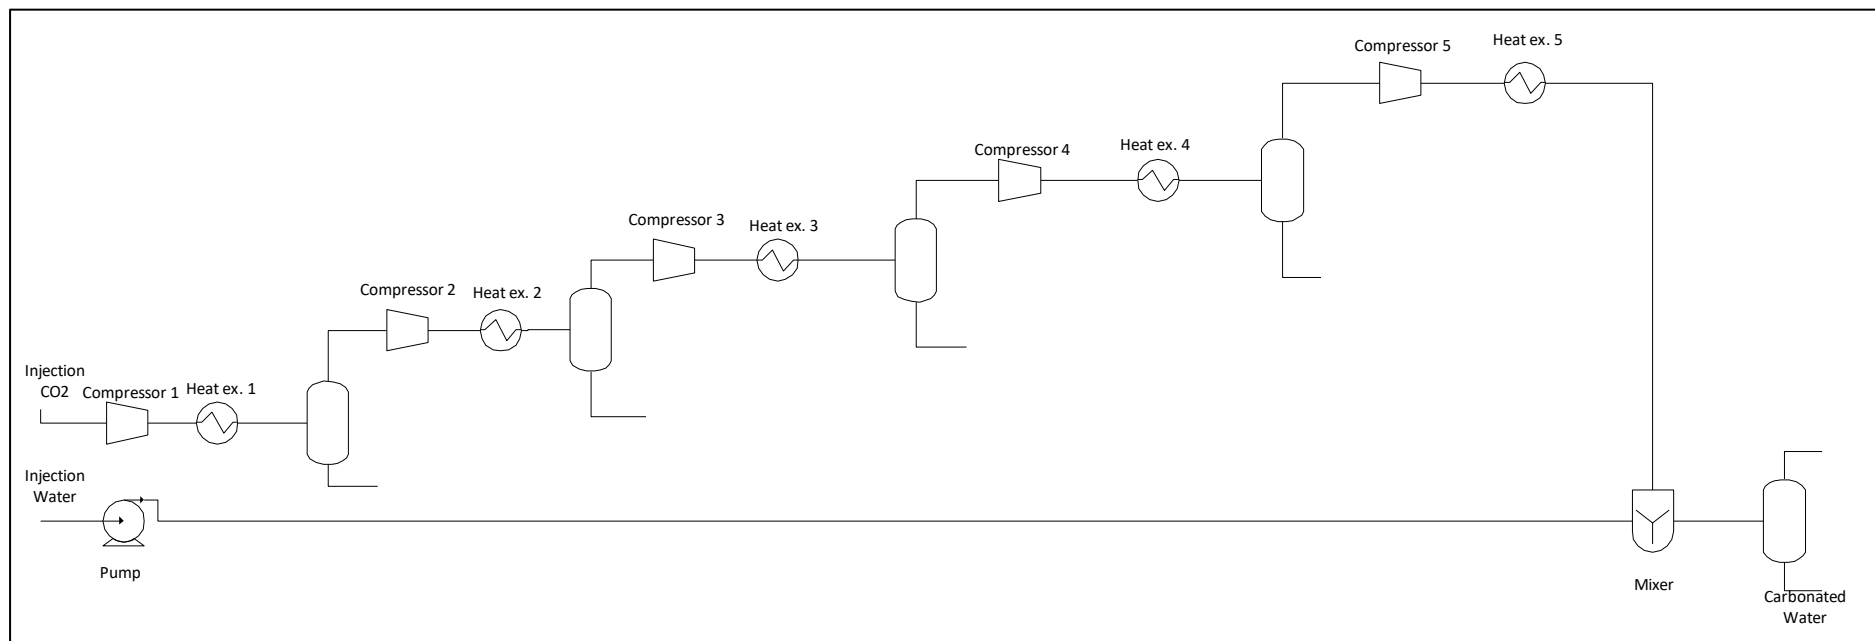 Compressor 5
Heat ex. 5
Compressor 4
Heat ex. 4
Compressor 3
Heat ex. 3
Compressor 2
Heat ex. 2
Injection
CO2
Compressor 1
Heat ex. 1
Injection
Water
Pump
Mixer
Carbonated
Water